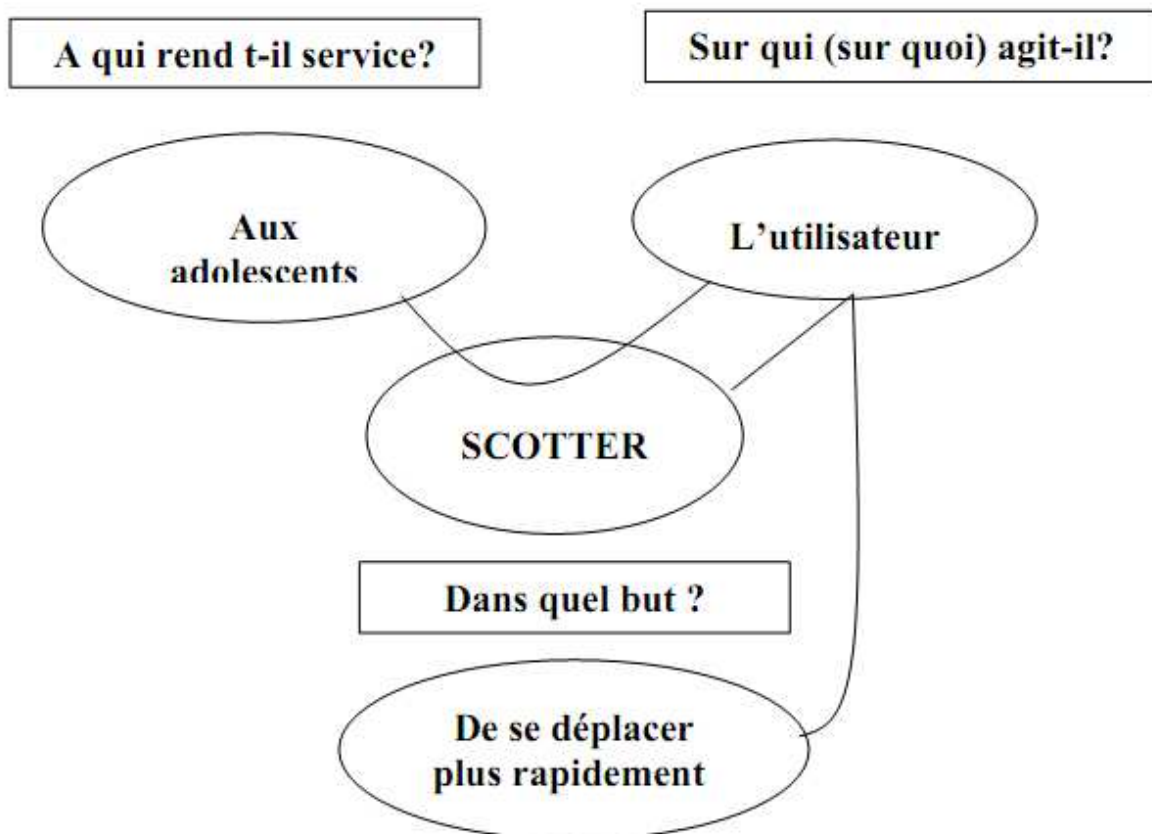 A qui rend t-il service?
Sur qui (sur quoi) agit-il?
Aux
adolescents
L’utilisateur
SCOTTER
Dans quel but ?
De se déplacer
plus rapidement